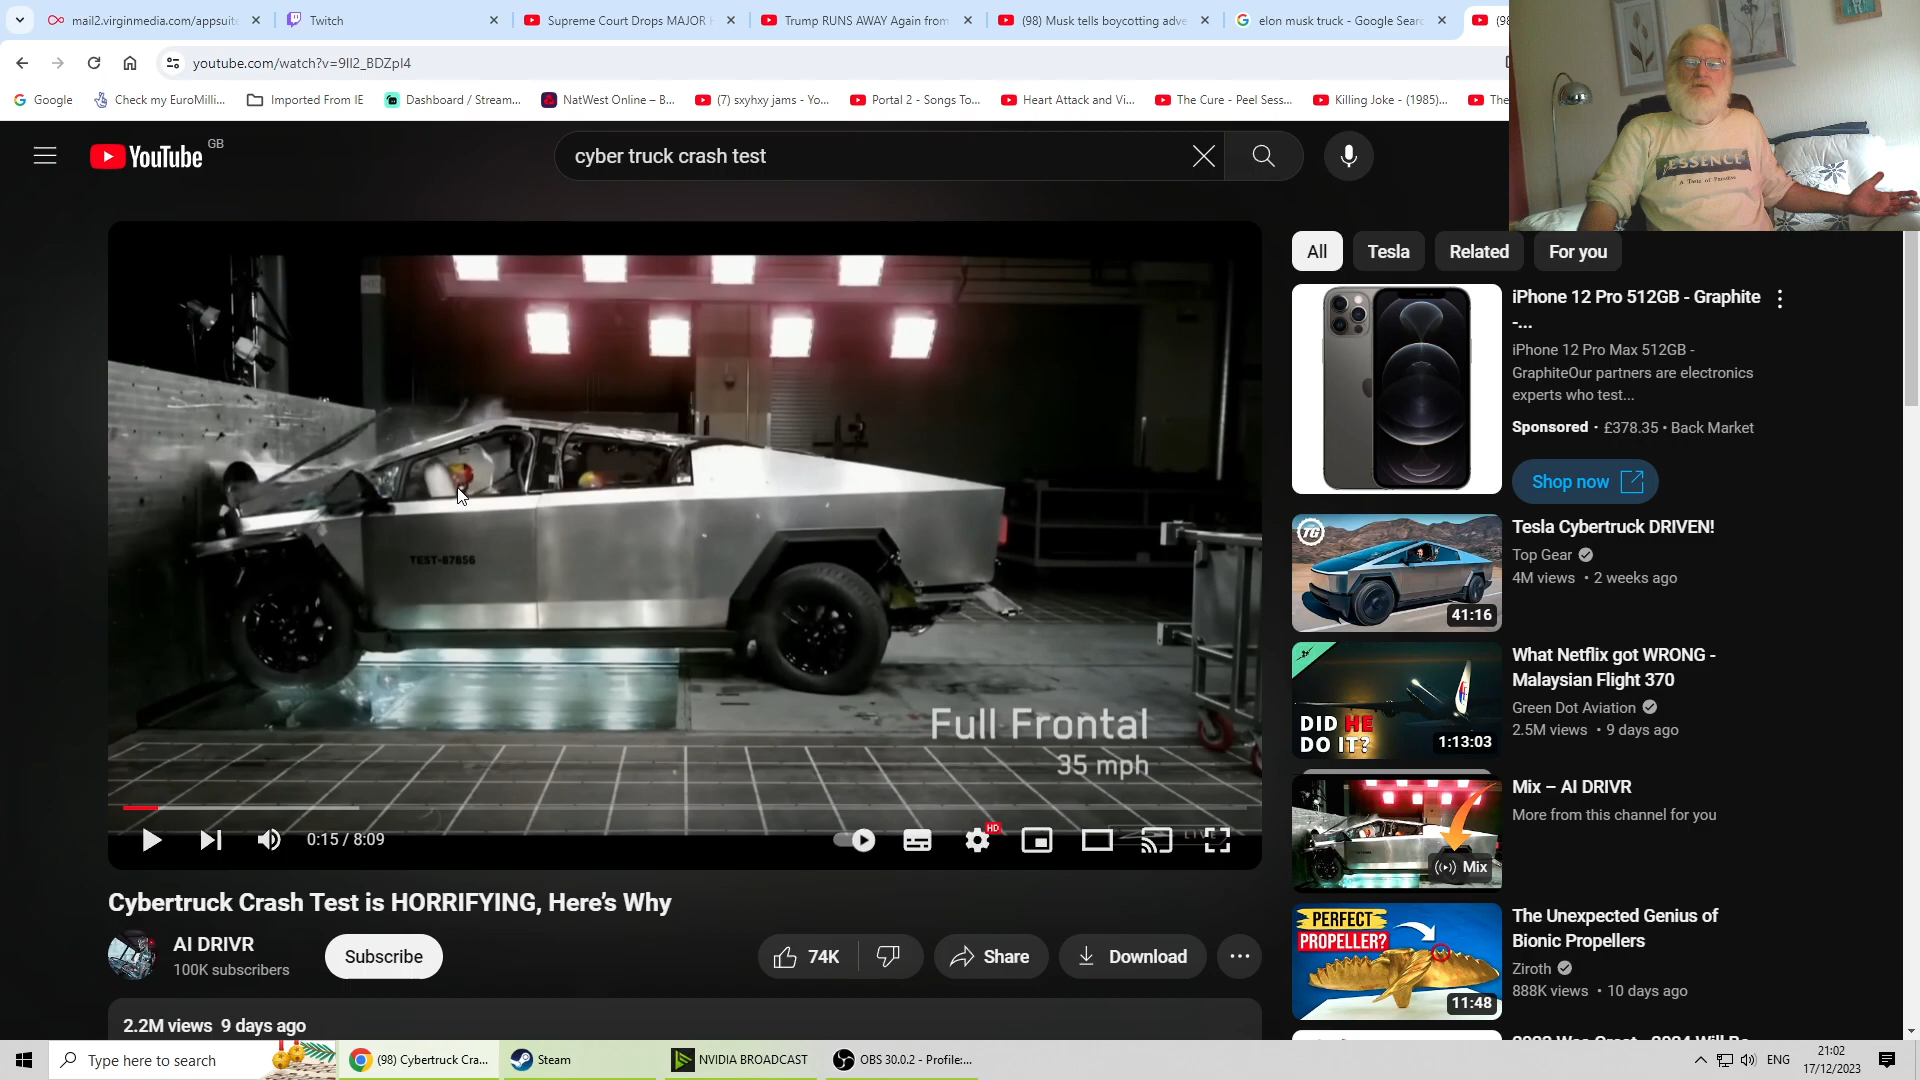 mail2.virginmedia.com/appsuite
Twitch
Supreme Court Drops MAJOR
Trump RUNS AWAY Again from
(98) Musk tells boycotting adve
elon musk truck - Google Searc
youtube.com/watch?v=9Il2_BDZpI4
Google
Check my EuroMilli...
Imported From IE
Dashboard / Stream...
NatWest Online – B...
(7) sxyhxy jams - Yo...
Portal 2 - Songs To...
Heart Attack and Vi...
The Cure - Peel Sess...
Killing Joke - (1985)...
The
YouTube GB
cyber truck crash test
ESSENCE
A Taste of Paradise
All
Tesla
Related
For you
TEST-87856
Full Frontal
35 mph
0:15 / 8:09
HD
Cybertruck Crash Test is HORRIFYING, Here’s Why
AI DRIVR
100K subscribers
Subscribe
74K
Share
Download
2.2M views 9 days ago
iPhone 12 Pro 512GB - Graphite
-...
iPhone 12 Pro Max 512GB -
GraphiteOur partners are electronics
experts who test...
Sponsored • £378.35 • Back Market
Shop now
TG
41:16
Tesla Cybertruck DRIVEN!
Top Gear
4M views • 2 weeks ago
DID HE
DO IT?
1:13:03
What Netflix got WRONG -
Malaysian Flight 370
Green Dot Aviation
2.5M views • 9 days ago
Mix
Mix – AI DRIVR
More from this channel for you
PERFECT
PROPELLER?
11:48
The Unexpected Genius of
Bionic Propellers
Ziroth
888K views • 10 days ago
Type here to search
(98) Cybertruck Cra...
Steam
NVIDIA BROADCAST
OBS 30.0.2 - Profile:...
ENG
21:02
17/12/2023